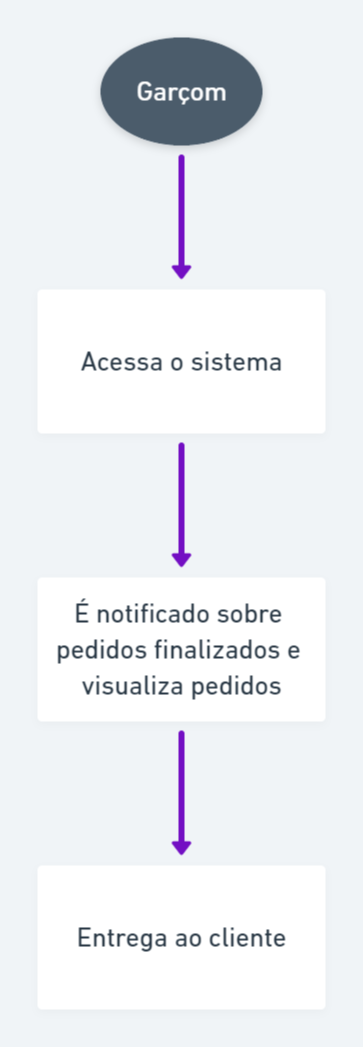 Garçom
Acessa o sistema
É notificado sobre
pedidos finalizados e
visualiza pedidos
Entrega ao cliente